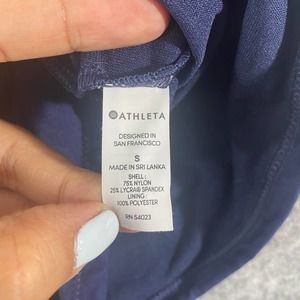 ATHLETA
DESIGNED IN
SAN FRANCISCO
S
MADE IN SRI LANKA
SHELL :
75% NYLON
25% LYCRA® SPANDEX
LINING :
100% POLYESTER
RN 54023